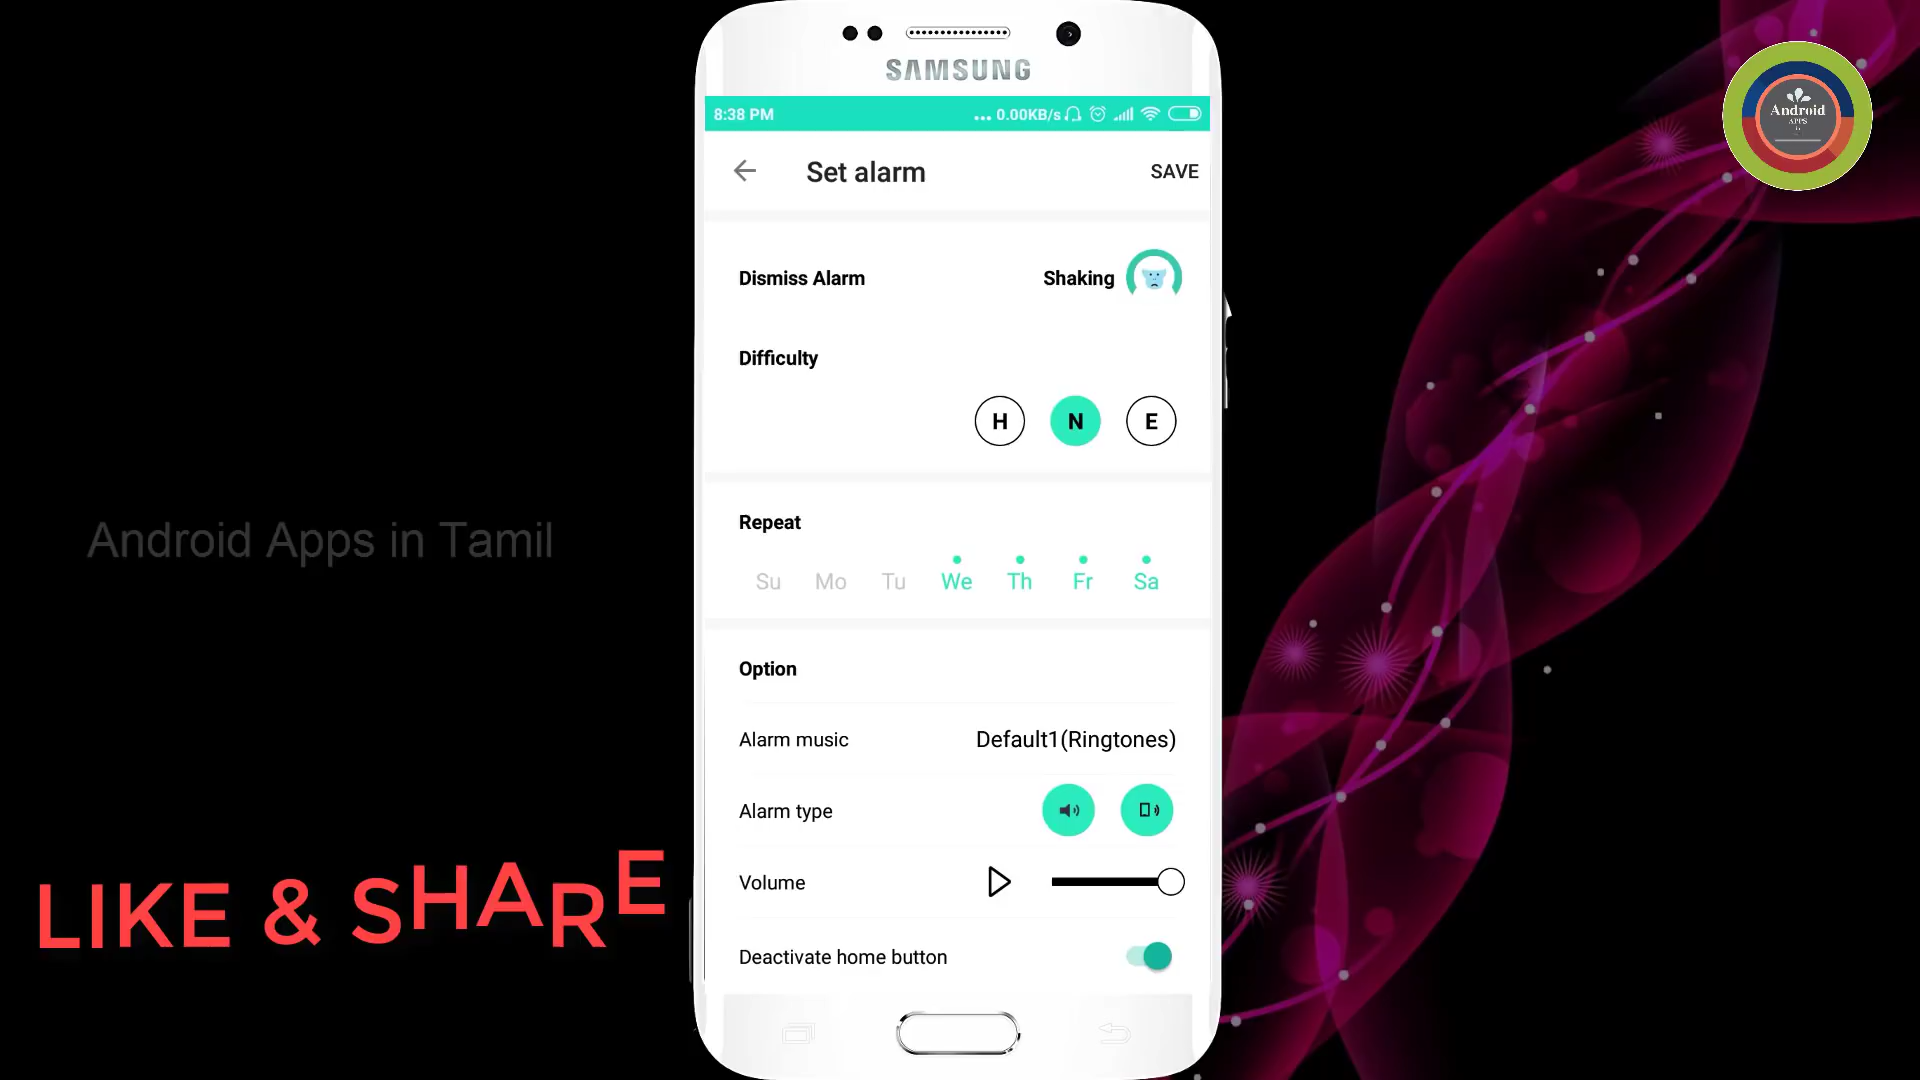 SAMSUNG
8:38 PM
... 0.00KB/s
Set alarm
SAVE
Dismiss Alarm
Shaking
Difficulty
H
N
E
Repeat
Su Mo Tu We Th Fr Sa
Option
Alarm music
Default1(Ringtones)
Alarm type
Volume
Deactivate home button
Android Apps in Tamil
LIKE & SHARE
Android
APPS